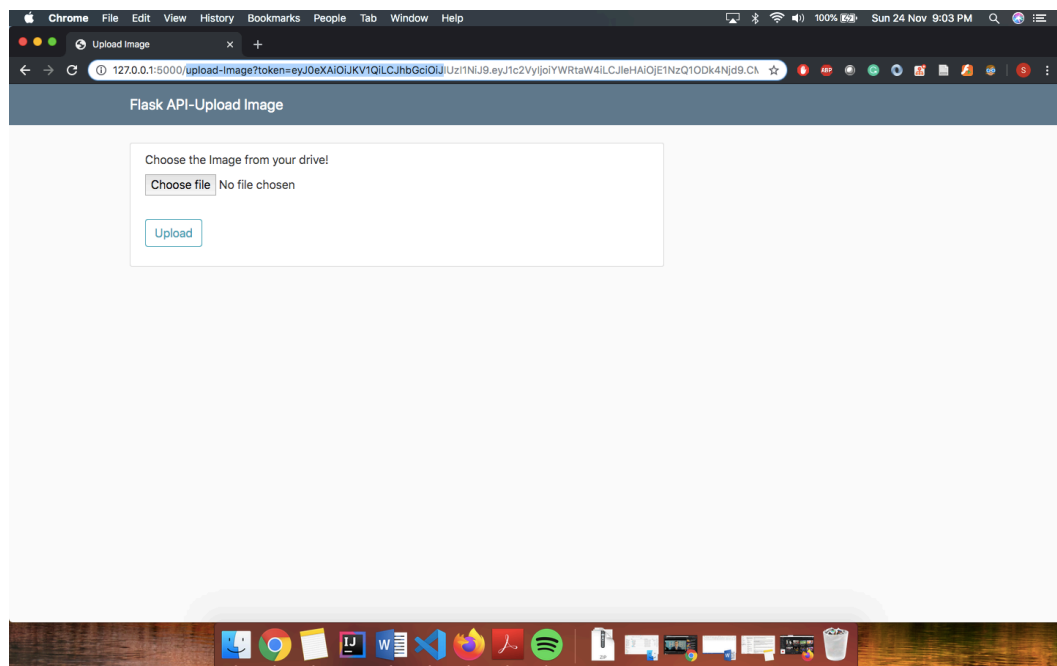 Chrome File Edit View History Bookmarks People Tab Window Help 100% Sun 24 Nov 9:03 PM
Upload Image
127.0.0.1:5000/upload-Image?token=eyJ0eXAiOiJKV1QiLCJhbGciOiJIUzI1NiJ9.eyJ1c2VyIjoiYWRtaW4iLCJleHAiOjE1NzQ1ODk4Njd9.CM
Flask API-Upload Image
Choose the Image from your drive!
Choose file No file chosen
Upload